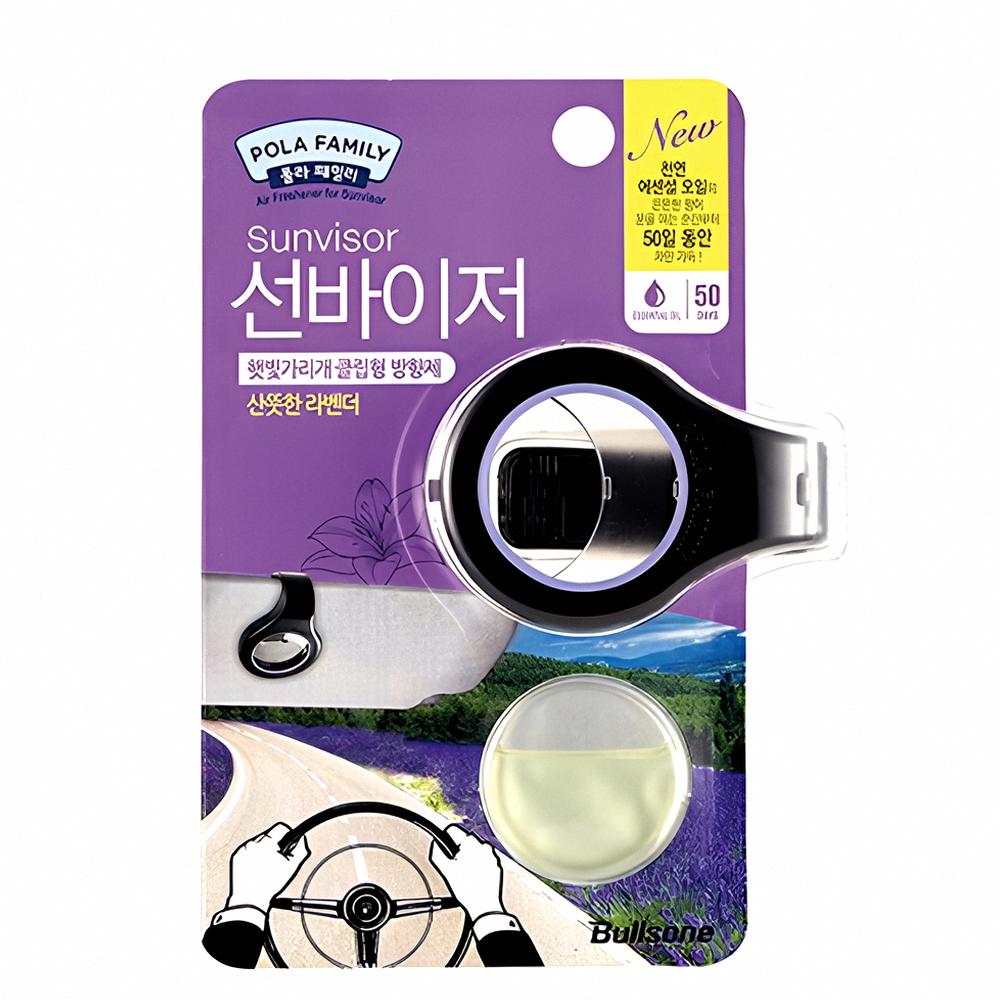 POLA FAMILY
폴라 패밀리
Air Freshener for Sunvisor
Sunvisor
선바이저
햇빛가리개 클립형 방향제
산뜻한 라벤더
New
천연
에센셜 오일
50일 동안
50
Bullsone